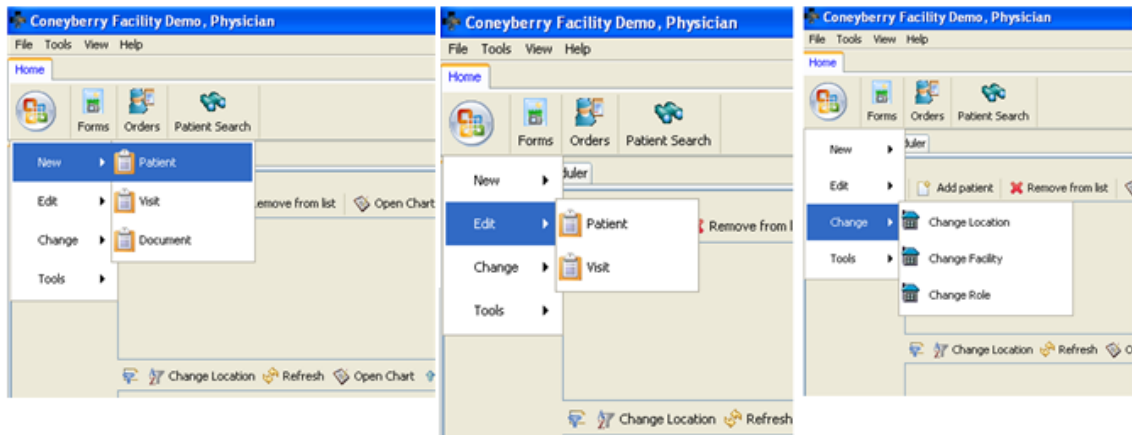 Coneyberry Facility Demo, Physician
File Tools View Help
Home
Forms Orders Patient Search
New Patient
Edit Visit emove from list Open Chart
Change Document
Tools
Change Location Refresh Open Chart
Coneyberry Facility Demo, Physician
File Tools View Help
Home
Forms Orders Patient Search
New duler
Edit Patient Remove from l
Change Visit
Tools
Change Location Refresh
Coneyberry Facility Demo, Physician
File Tools View Help
Home
Forms Orders Patient Search
New duler
Edit Add patient Remove from list
Change Change Location
Tools Change Facility
Change Role
Change Location Refresh O